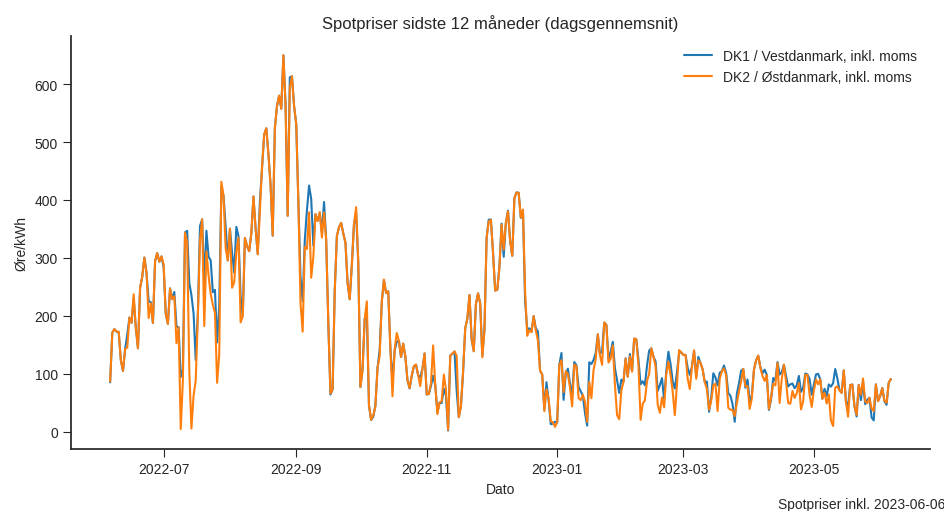 Spotpriser sidste 12 måneder (dagsgennemsnit)
DK1 / Vestdanmark, inkl. moms
DK2 / Østdanmark, inkl. moms
Øre/kWh
600
500
400
300
200
100
0
2022-07 2022-09 2022-11 2023-01 2023-03 2023-05
Dato
Spotpriser inkl. 2023-06-06